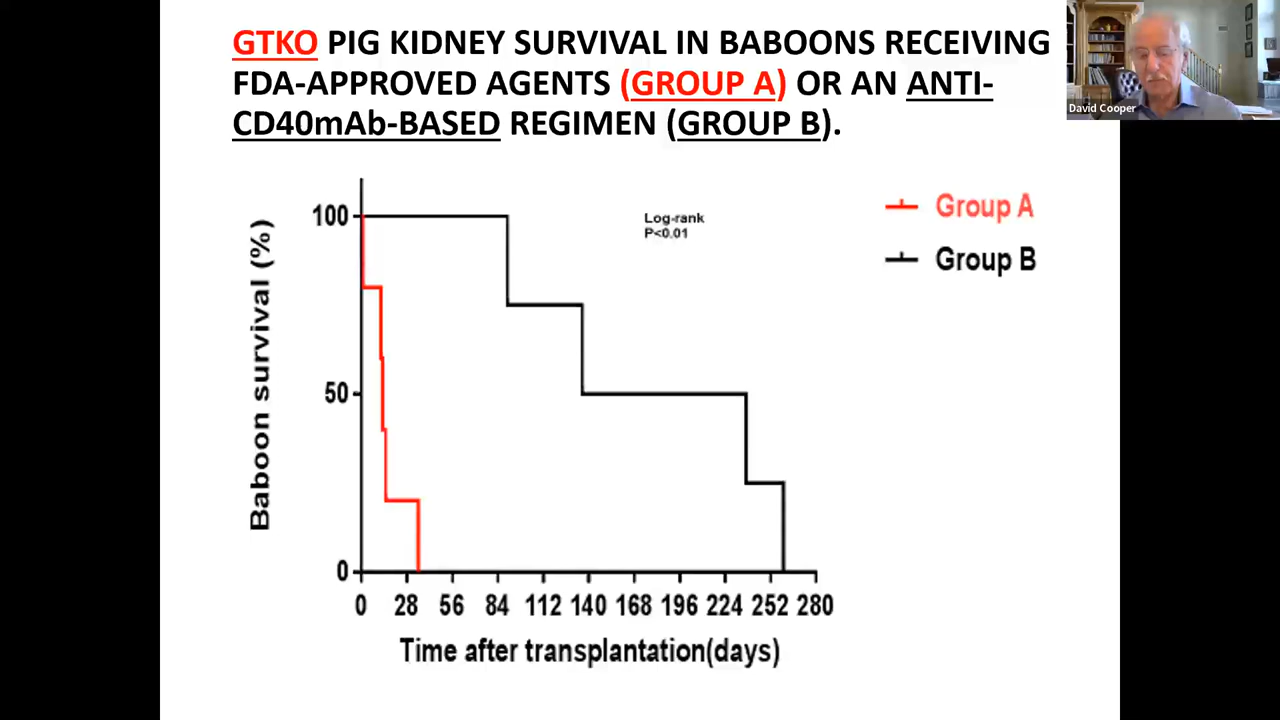 GTKO PIG KIDNEY SURVIVAL IN BABOONS RECEIVING
FDA-APPROVED AGENTS (GROUP A) OR AN ANTI-
CD40mAb-BASED REGIMEN (GROUP B).
David Cooper
Log-rank
P<0.01
Group A
Group B
Baboon survival (%)
100
50
0
0 28 56 84 112 140 168 196 224 252 280
Time after transplantation(days)